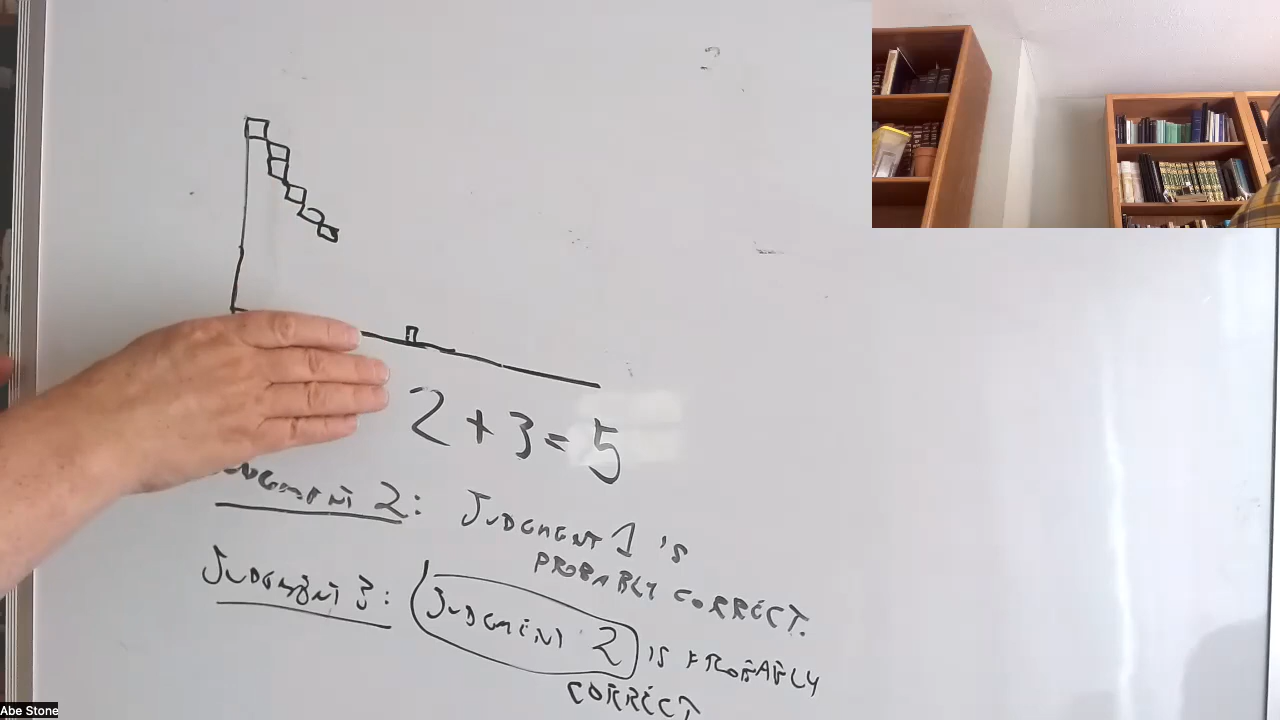 2 + 3 = 5
JUDGMENT 2: JUDGMENT 1 IS
PROBABLY CORRECT.
JUDGMENT 3: JUDGMENT 2 IS PROBABLY
CORRECT
Abe Stone